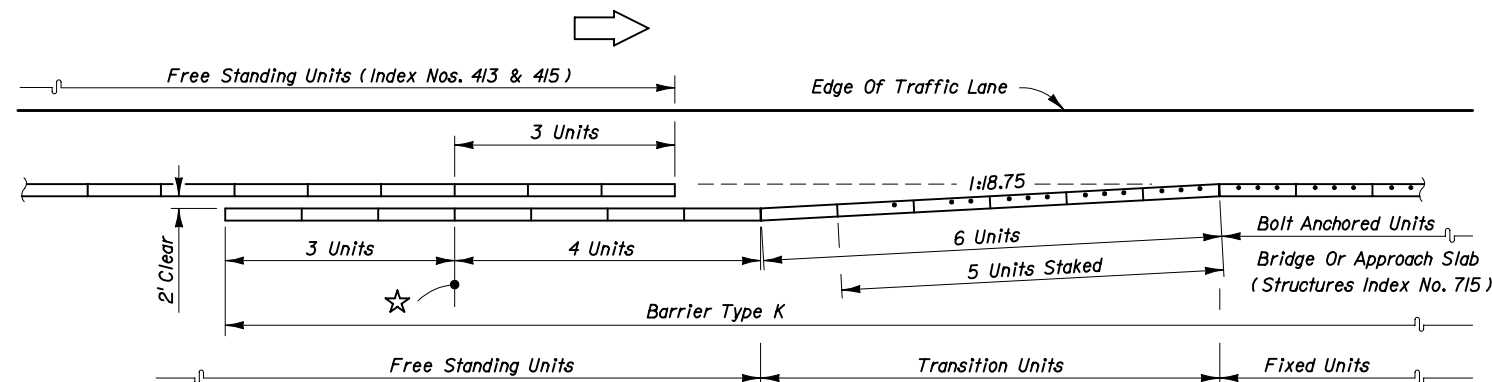 Free Standing Units (Index Nos. 413 & 415)
Edge Of Traffic Lane
3 Units
1:18.75
2' Clear
3 Units
4 Units
6 Units
5 Units Staked
Bolt Anchored Units
Bridge Or Approach Slab
(Structures Index No. 715)
Barrier Type K
Free Standing Units
Transition Units
Fixed Units